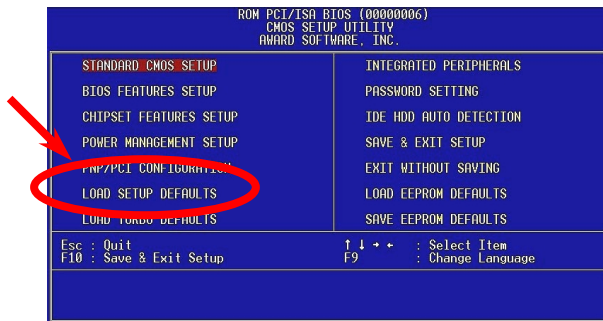 ROM PCI/ISA BIOS (00000006)
CMOS SETUP UTILITY
AWARD SOFTWARE, INC.
STANDARD CMOS SETUP
BIOS FEATURES SETUP
CHIPSET FEATURES SETUP
POWER MANAGEMENT SETUP
PNP/PCI CONFIGURATION
LOAD SETUP DEFAULTS
LOAD TURBO DEFAULTS
INTEGRATED PERIPHERALS
PASSWORD SETTING
IDE HDD AUTO DETECTION
SAVE & EXIT SETUP
EXIT WITHOUT SAVING
LOAD EEPROM DEFAULTS
SAVE EEPROM DEFAULTS
Esc : Quit
F10 : Save & Exit Setup
↑ ↓ → ← : Select Item
F9 : Change Language